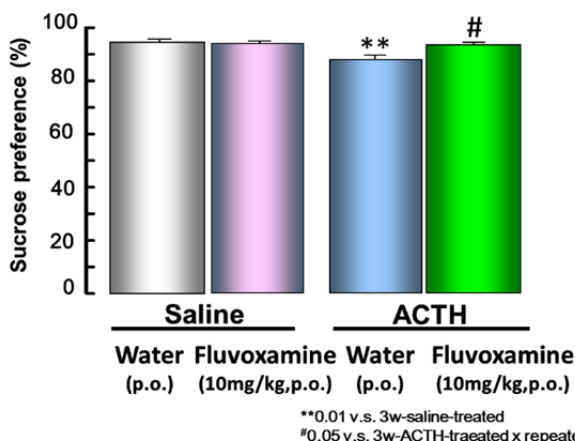 Sucrose preference (%)
100
80
60
40
20
0
**
#
Saline
ACTH
Water Fluvoxamine Water Fluvoxamine
(p.o.) (10mg/kg,p.o.) (p.o.) (10mg/kg,p.o.)
**0.01 v.s. 3w-saline-treated
#0.05 v.s. 3w-ACTH-traeated x repeate